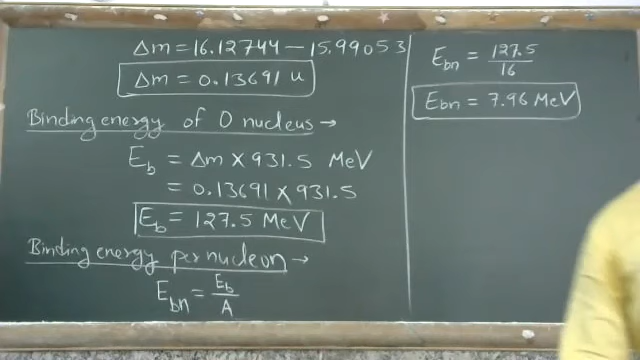 Δm = 16.12744 – 15.99053
Δm = 0.13691 u
Binding energy of O nucleus →
E_b = Δm × 931.5 MeV
= 0.13691 × 931.5
E_b = 127.5 MeV
Binding energy per nucleon →
E_bn = E_b / A
E_bn = 127.5 / 16
E_bn = 7.96 MeV